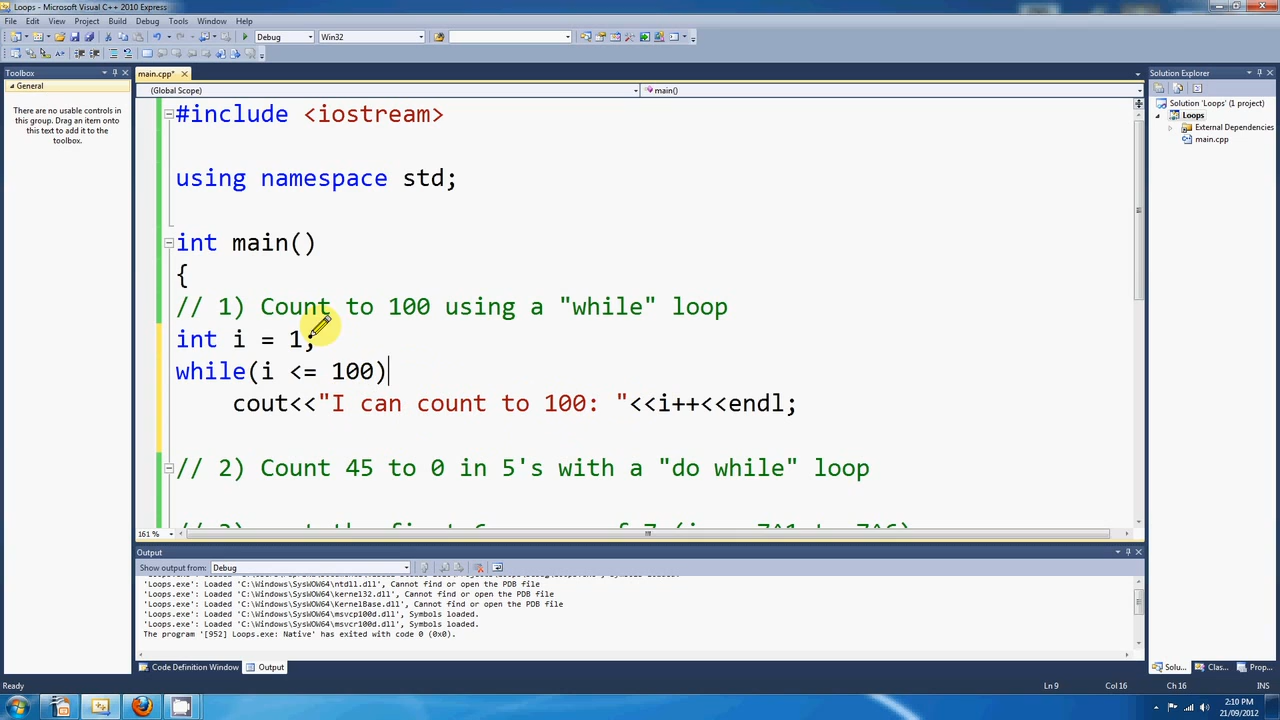 Loops - Microsoft Visual C++ 2010 Express
File Edit View Project Build Debug Tools Window Help
Debug Win32
Toolbox
General
There are no usable controls in
this group. Drag an item onto
this text to add it to the
toolbox.
main.cpp*
(Global Scope) main()
#include <iostream>
using namespace std;
int main()
{
// 1) Count to 100 using a "while" loop
int i = 1;
while(i <= 100)
cout<<"I can count to 100: "<<i++<<endl;
// 2) Count 45 to 0 in 5's with a "do while" loop
161 %
Output
Show output from: Debug
'Loops.exe': Loaded 'C:\Windows\SysWOW64\ntdll.dll', Cannot find or open the PDB file
'Loops.exe': Loaded 'C:\Windows\SysWOW64\kernel32.dll', Cannot find or open the PDB file
'Loops.exe': Loaded 'C:\Windows\SysWOW64\KernelBase.dll', Cannot find or open the PDB file
'Loops.exe': Loaded 'C:\Windows\SysWOW64\msvcp100d.dll', Symbols loaded.
'Loops.exe': Loaded 'C:\Windows\SysWOW64\msvcr100d.dll', Symbols loaded.
The program '[952] Loops.exe: Native' has exited with code 0 (0x0).
Code Definition Window Output
Solution Explorer
Solution 'Loops' (1 project)
Loops
External Dependencies
main.cpp
Solu... Clas... Prop...
Ready Ln 9 Col 16 Ch 16 INS
2:10 PM
21/09/2012